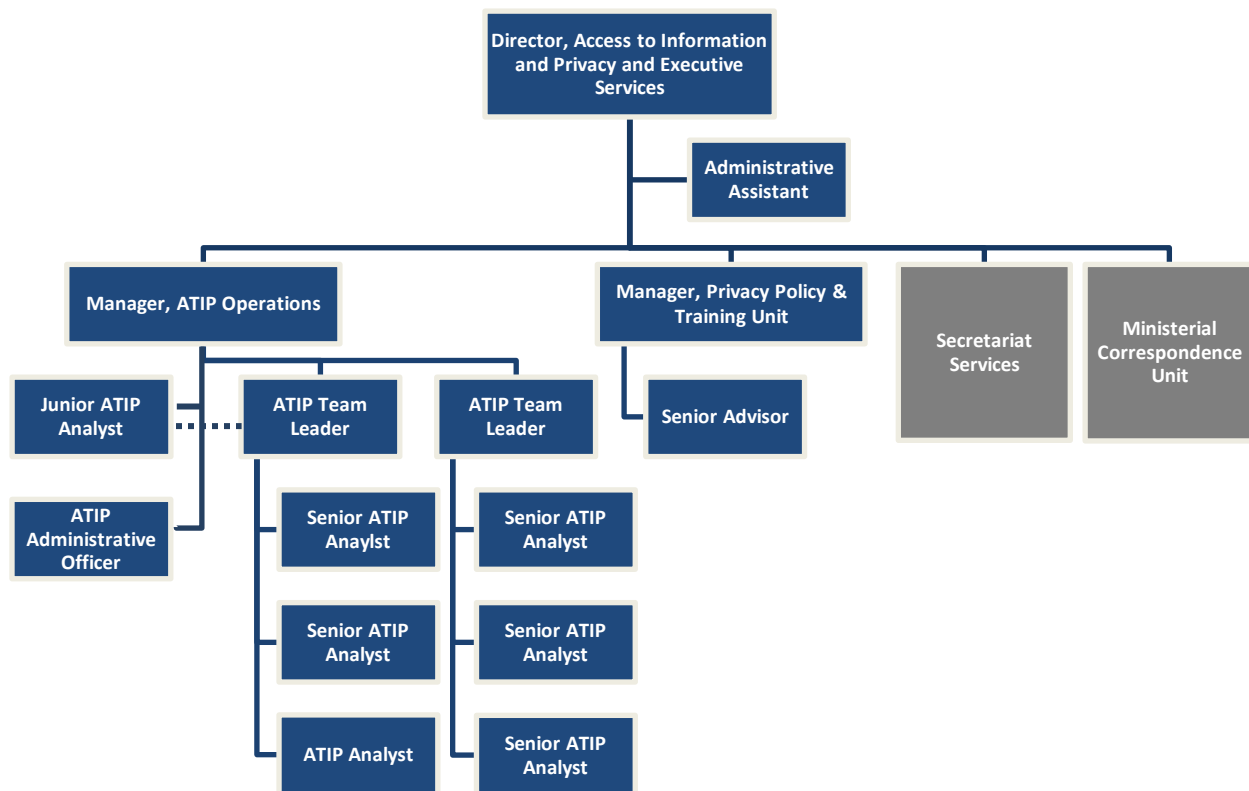 Director, Access to Information
and Privacy and Executive
Services
Administrative
Assistant
Manager, ATIP Operations
Manager, Privacy Policy &
Training Unit
Secretariat
Services
Ministerial
Correspondence
Unit
Junior ATIP
Analyst
ATIP Team
Leader
ATIP Team
Leader
Senior Advisor
ATIP
Administrative
Officer
Senior ATIP
Anaylst
Senior ATIP
Analyst
Senior ATIP
Analyst
Senior ATIP
Analyst
ATIP Analyst
Senior ATIP
Analyst